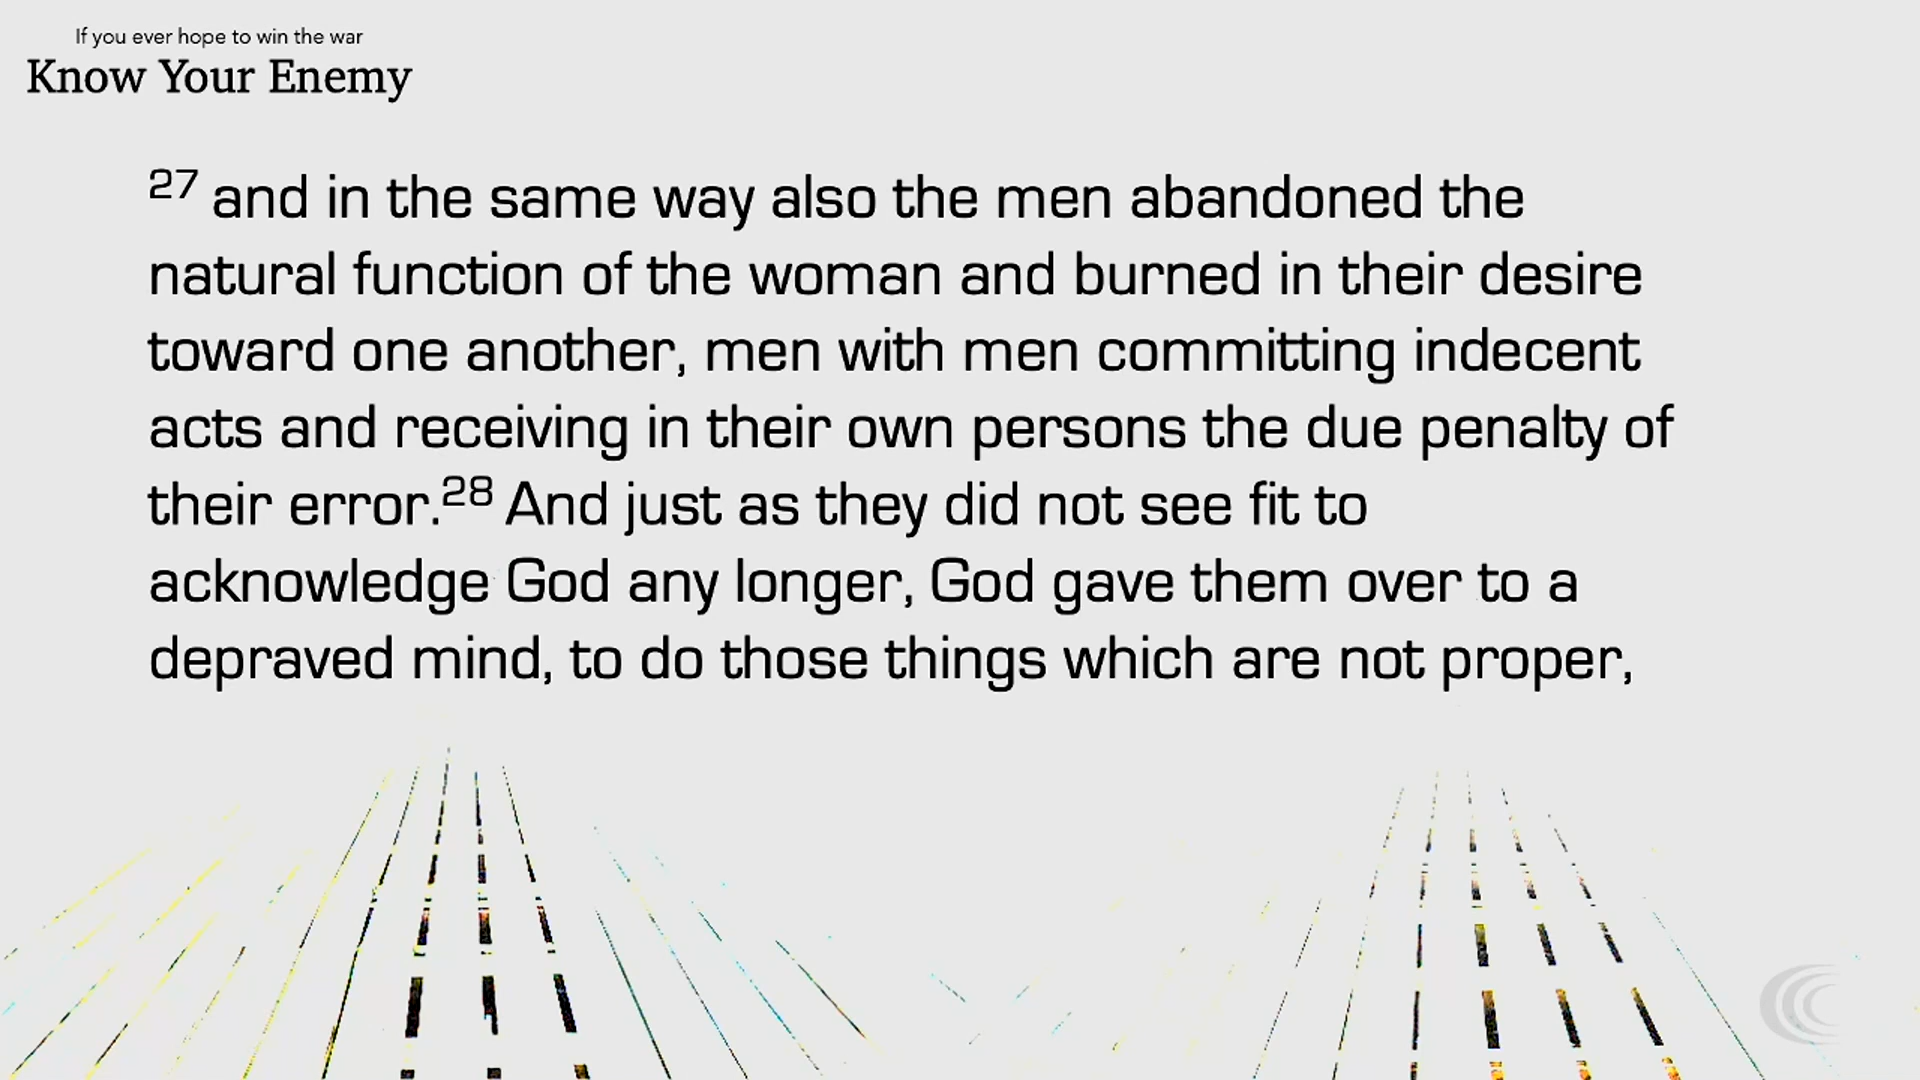 If you ever hope to win the war
Know Your Enemy
27 and in the same way also the men abandoned the
natural function of the woman and burned in their desire
toward one another, men with men committing indecent
acts and receiving in their own persons the due penalty of
their error.28 And just as they did not see fit to
acknowledge God any longer, God gave them over to a
depraved mind, to do those things which are not proper,